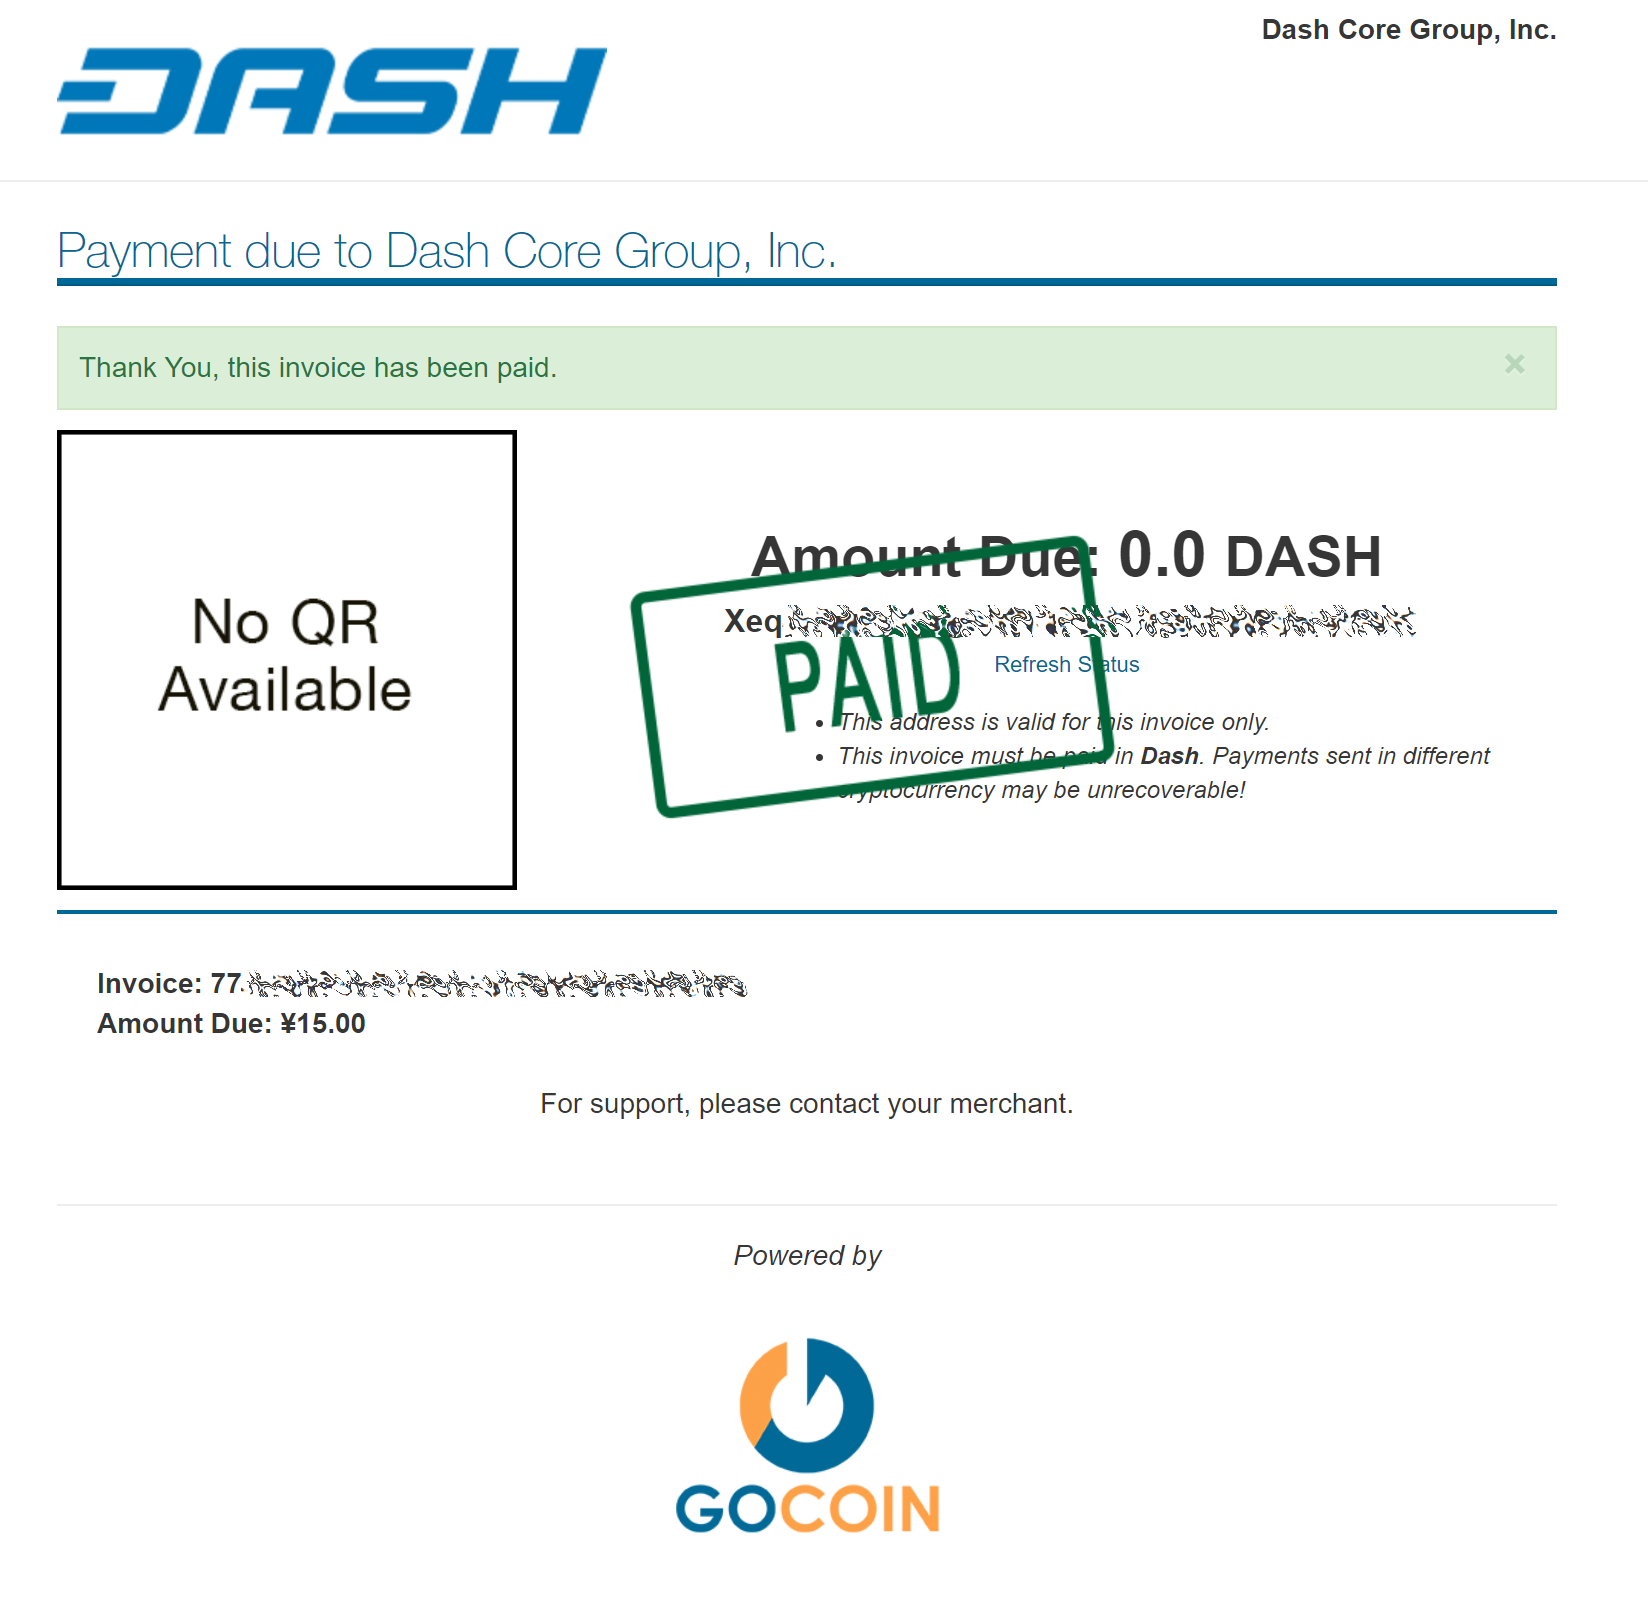 DASH
Dash Core Group, Inc.
Payment due to Dash Core Group, Inc.
Thank You, this invoice has been paid.
×
No QR
Available
Amount Due: 0.0 DASH
Xeq
PAID
Refresh Status
• This address is valid for this invoice only.
• This invoice must be paid in Dash. Payments sent in different
cryptocurrency may be unrecoverable!
Invoice: 77
Amount Due: ¥15.00
For support, please contact your merchant.
Powered by
GOCOIN